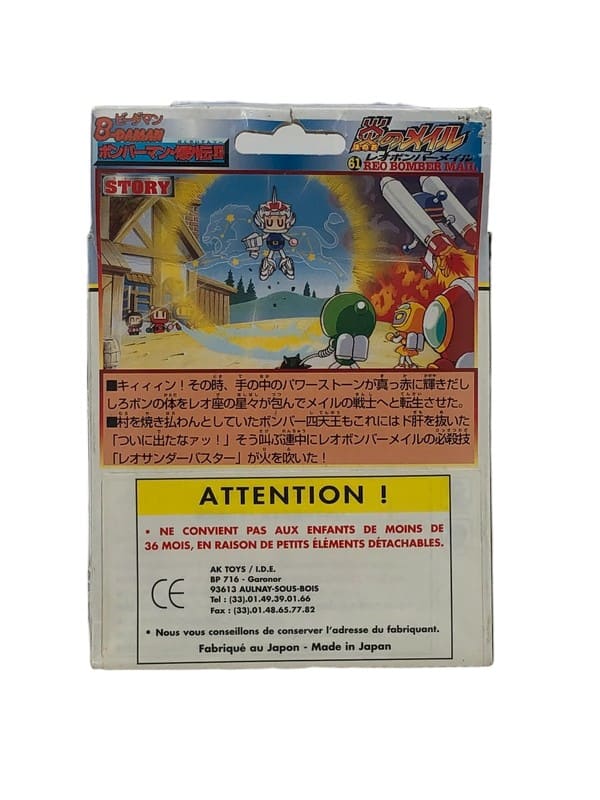 ビーダマン
B-DAMAN
ボンバーマン・爆外伝II
炎のメイル
61 レオボンバーメイル
REO BOMBER MAIL
STORY
■キィィィン！その時、手の中のパワーストーンが真っ赤に輝きだし
しろボンの体をレオ座の星々が包んでメイルの戦士へと転生させた。
■村を焼き払わんとしていたボンバー四天王もこれにはド肝を抜いた
「ついに出たなァッ！」そう叫ぶ連中にレオボンバーメイルの必殺技
「レオサンダーバスター」が火を吹いた！
ATTENTION !
• NE CONVIENT PAS AUX ENFANTS DE MOINS DE
36 MOIS, EN RAISON DE PETITS ÉLÉMENTS DÉTACHABLES.
AK TOYS / I.D.E.
BP 716 - Garonor
93613 AULNAY-SOUS-BOIS
Tel : (33).01.49.39.01.66
Fax : (33).01.48.65.77.82
CE
• Nous vous conseillons de conserver l'adresse du fabriquant.
Fabriqué au Japon - Made in Japan